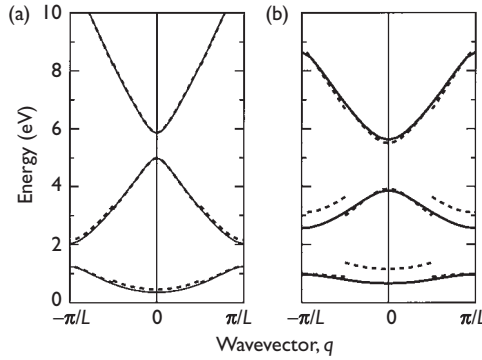 (a)
(b)
10
8
6
4
2
0
Energy (eV)
−π/L
0
π/L
−π/L
0
π/L
Wavevector, q